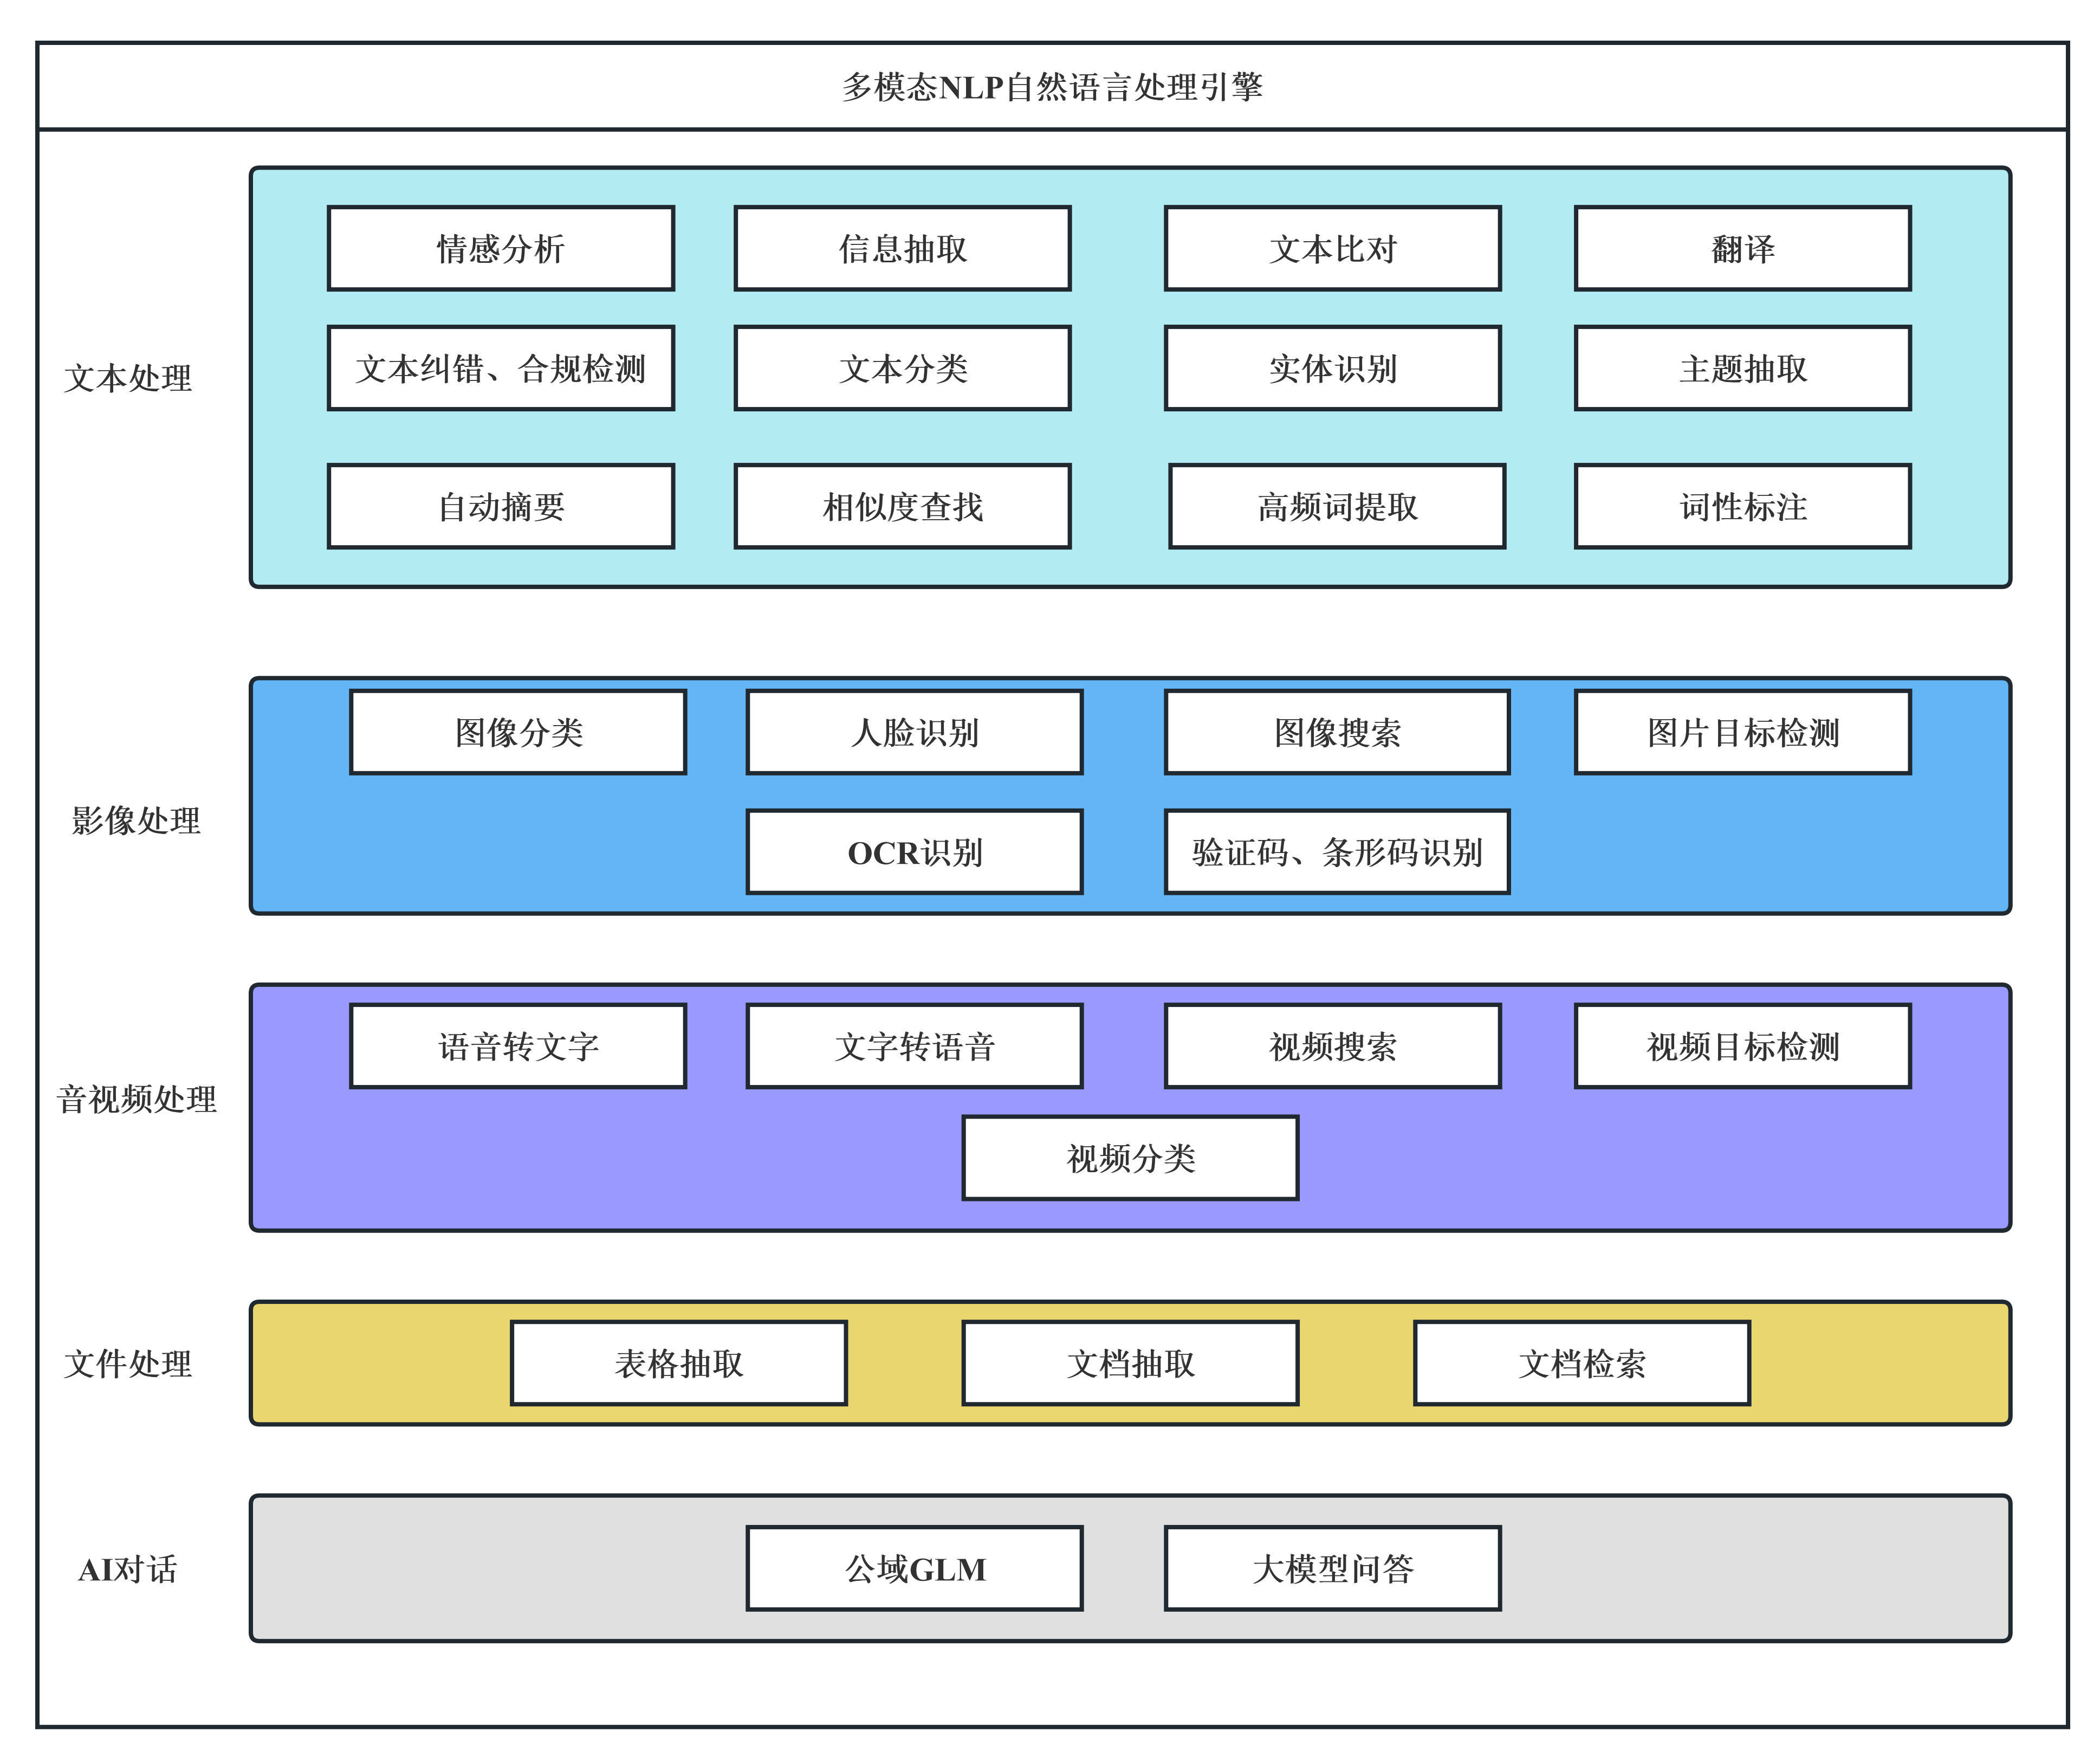 多模态NLP自然语言处理引擎
文本处理
情感分析
信息抽取
文本比对
翻译
文本纠错、合规检测
文本分类
实体识别
主题抽取
自动摘要
相似度查找
高频词提取
词性标注
影像处理
图像分类
人脸识别
图像搜索
图片目标检测
OCR识别
验证码、条形码识别
音视频处理
语音转文字
文字转语音
视频搜索
视频目标检测
视频分类
文件处理
表格抽取
文档抽取
文档检索
AI对话
公域GLM
大模型问答